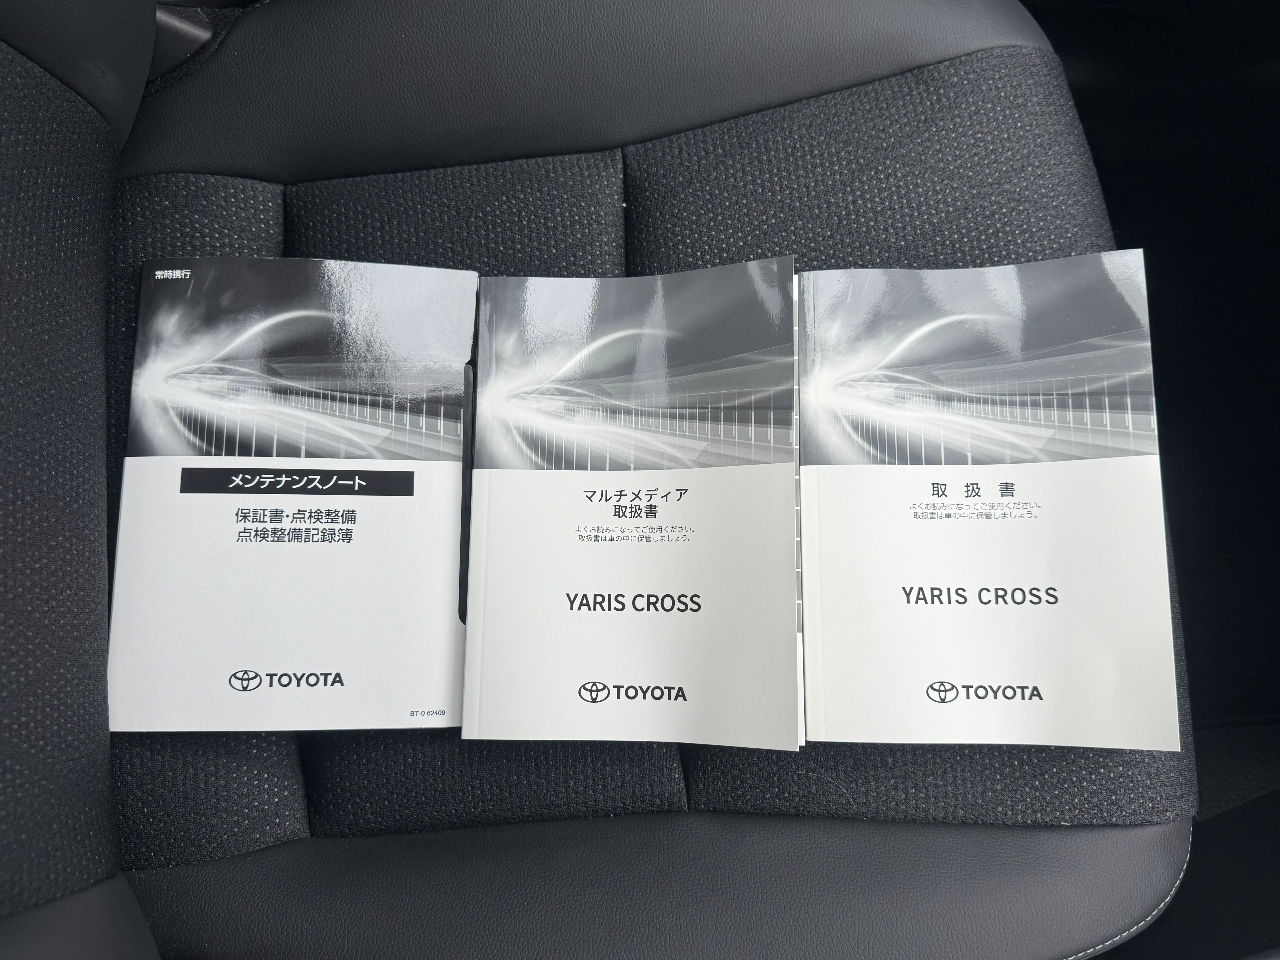 常時携行
メンテナンスノート
保証書・点検整備
点検整備記録簿
TOYOTA
BT-0 62409
マルチメディア
取扱書
よくお読みになってご使用ください。
取扱書は車の中に保管しましょう。
YARIS CROSS
TOYOTA
取扱書
よくお読みになってご使用ください。
取扱書は車の中に保管しましょう。
YARIS CROSS
TOYOTA